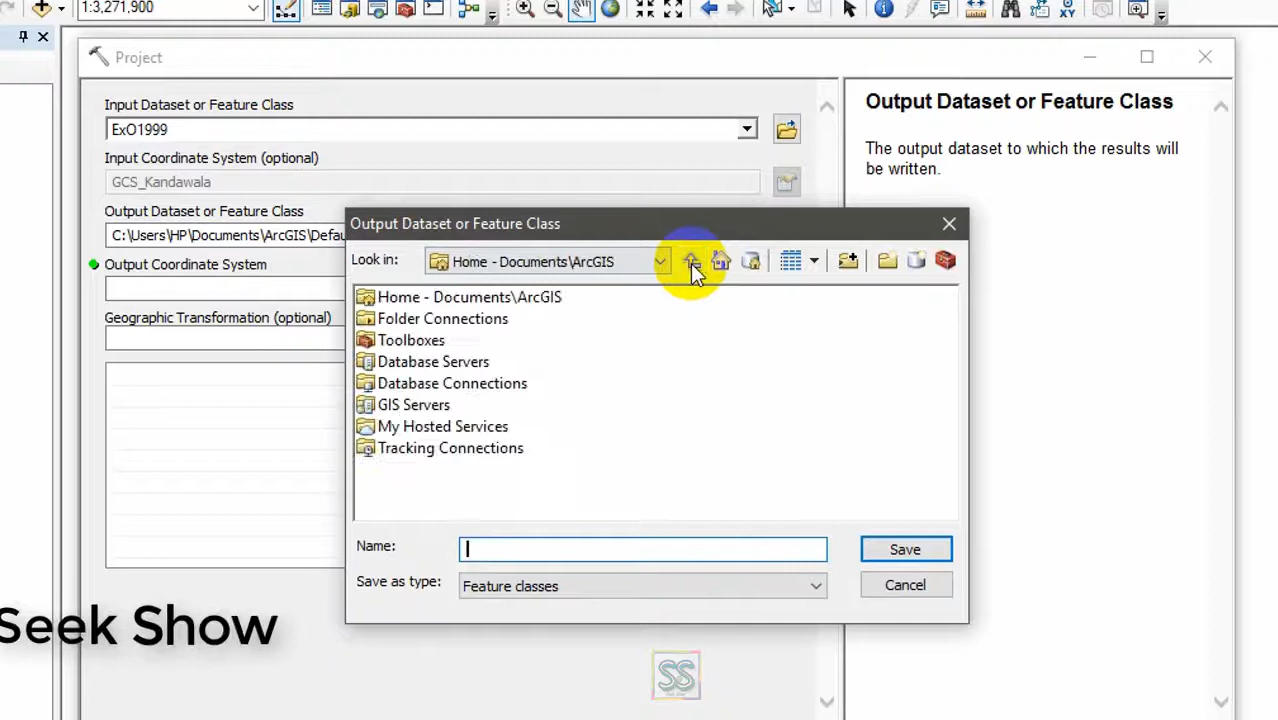 1:3,271,900
Project
Input Dataset or Feature Class
ExO1999
Input Coordinate System (optional)
GCS_Kandawala
Output Dataset or Feature Class
C:\Users\HP\Documents\ArcGIS\Defau
Output Coordinate System
Geographic Transformation (optional)
Output Dataset or Feature Class
The output dataset to which the results will
be written.
Output Dataset or Feature Class
Look in:
Home - Documents\ArcGIS
Home - Documents\ArcGIS
Folder Connections
Toolboxes
Database Servers
Database Connections
GIS Servers
My Hosted Services
Tracking Connections
Name:
Save
Save as type:
Feature classes
Cancel
Seek Show
SS